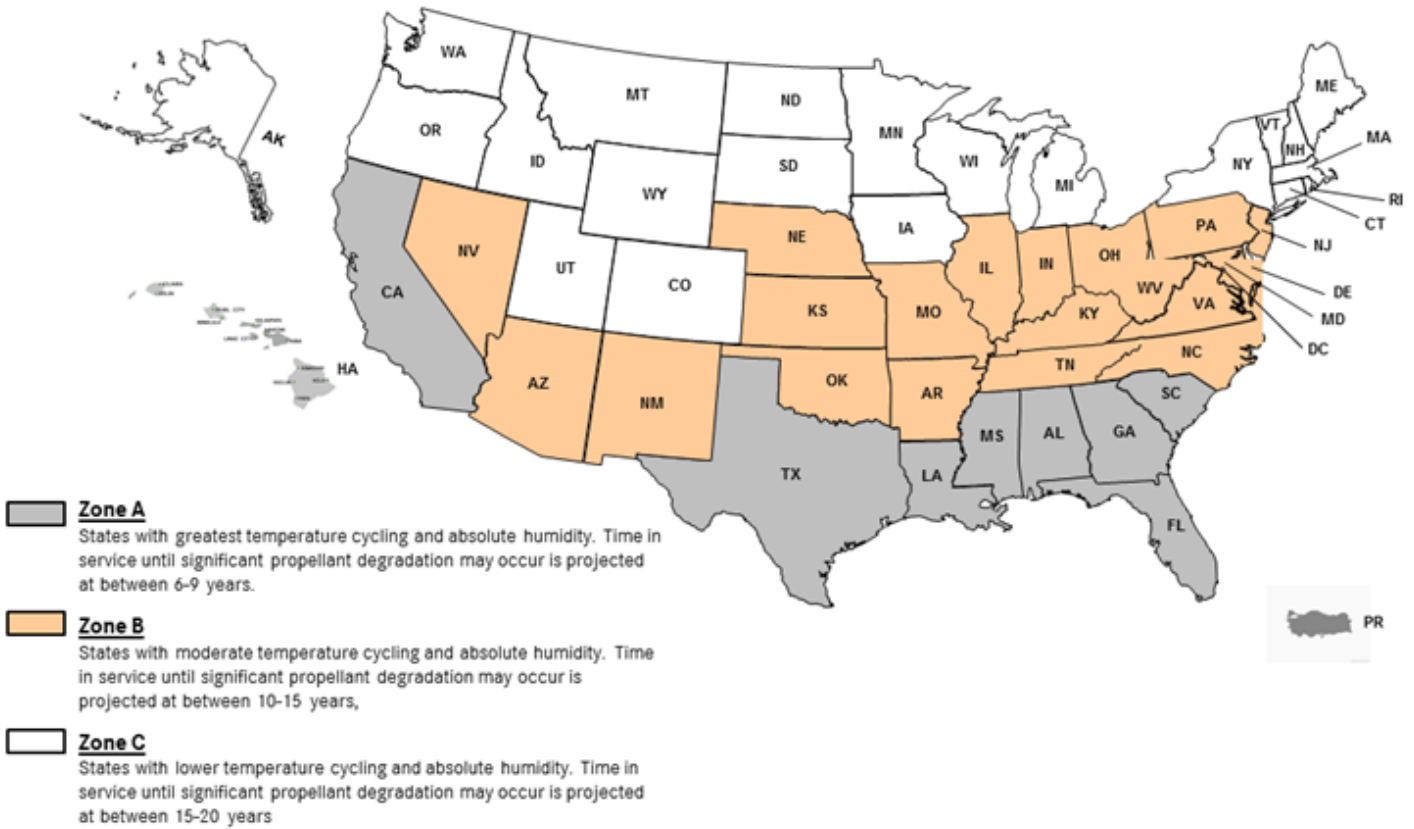 WA
MT
ND
MN
ME
VT
NH
MA
AK
OR
ID
SD
WI
MI
NY
RI
WY
CT
NV
UT
CO
NE
IA
IL
IN
OH
PA
NJ
CA
KS
MO
WV
VA
KY
DE
MD
DC
HA
AZ
NM
OK
AR
TN
NC
SC
TX
LA
MS
AL
GA
FL
PR
Zone A
States with greatest temperature cycling and absolute humidity. Time in
service until significant propellant degradation may occur is projected
at between 6-9 years.
Zone B
States with moderate temperature cycling and absolute humidity. Time
in service until significant propellant degradation may occur is
projected at between 10-15 years,
Zone C
States with lower temperature cycling and absolute humidity. Time in
service until significant propellant degradation may occur is projected
at between 15-20 years